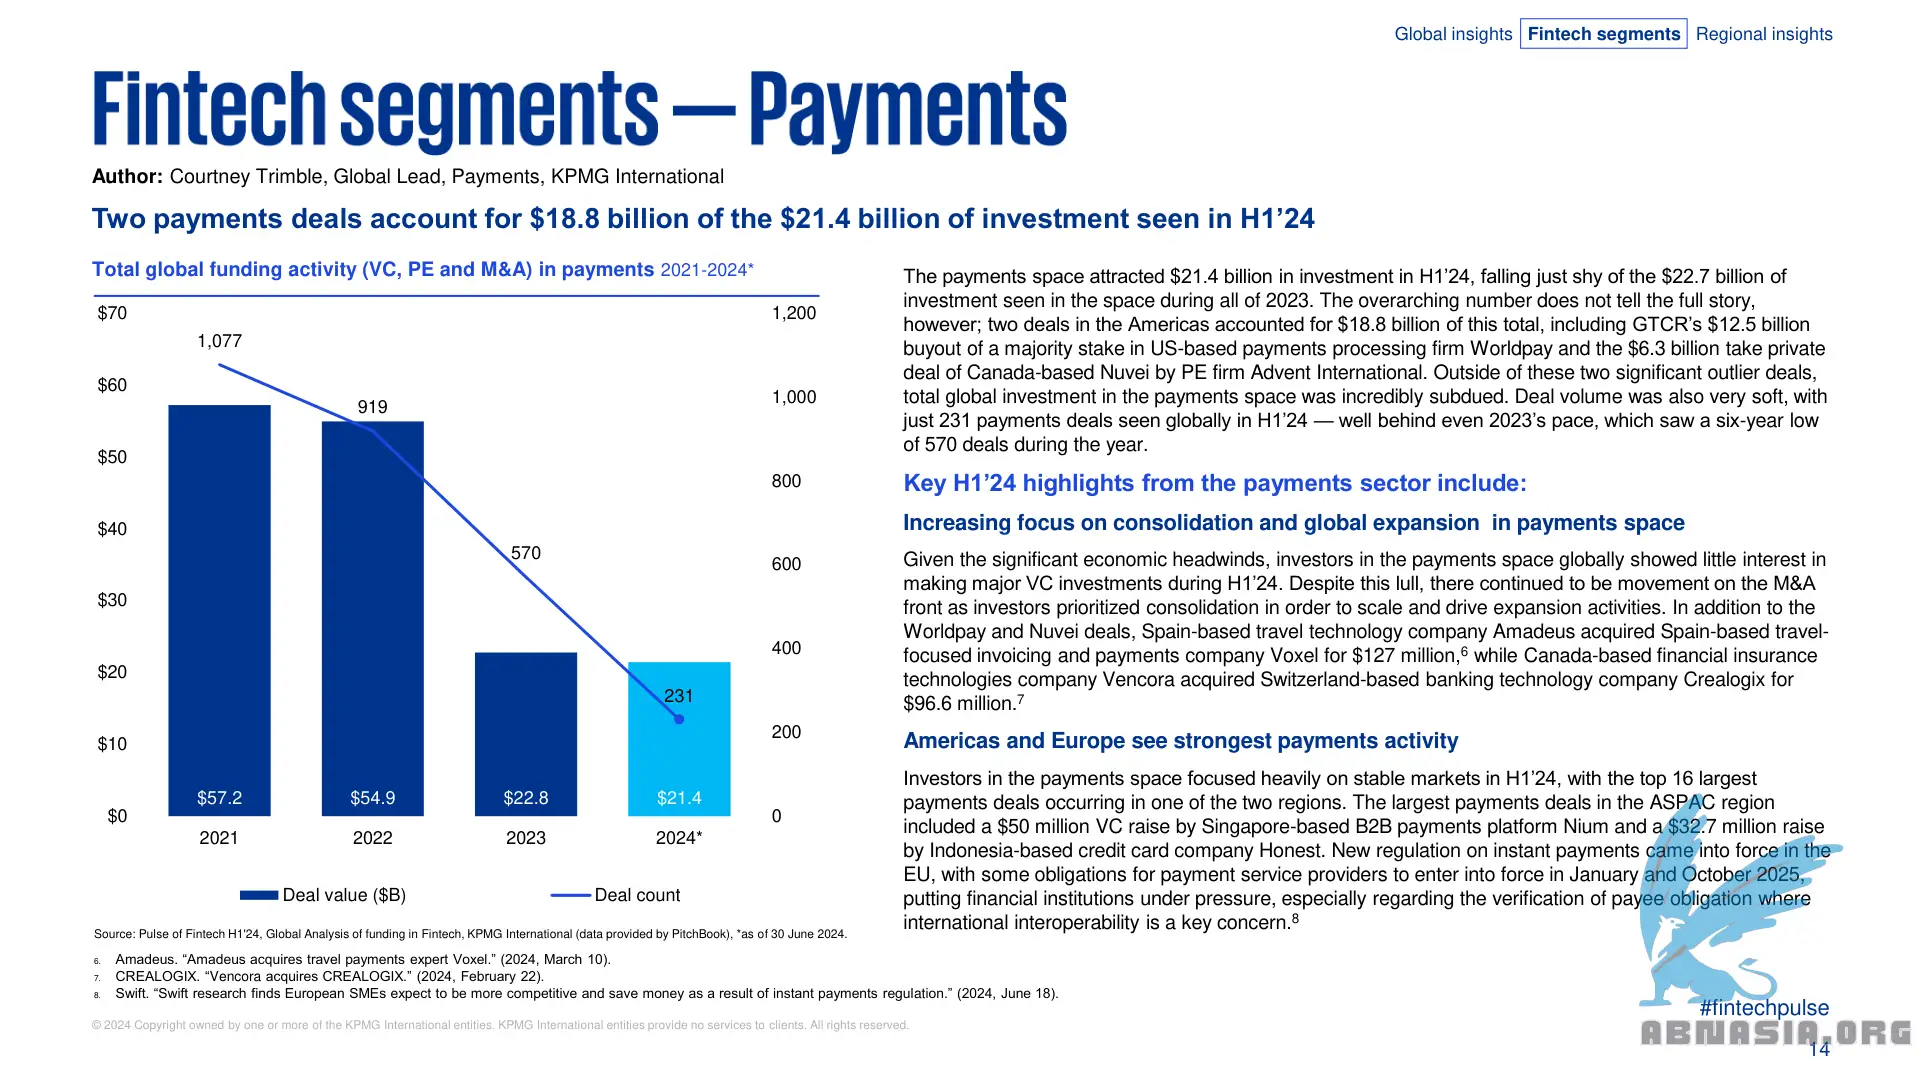 Global insights Fintech segments Regional insights
Fintech segments — Payments
Author: Courtney Trimble, Global Lead, Payments, KPMG International
Two payments deals account for $18.8 billion of the $21.4 billion of investment seen in H1’24
Total global funding activity (VC, PE and M&A) in payments 2021-2024*
$70
$60
$50
$40
$30
$20
$10
$0
1,077
919
570
231
$57.2
$54.9
$22.8
$21.4
1,200
1,000
800
600
400
200
0
2021 2022 2023 2024*
Deal value ($B) Deal count
Source: Pulse of Fintech H1'24, Global Analysis of funding in Fintech, KPMG International (data provided by PitchBook), *as of 30 June 2024.
The payments space attracted $21.4 billion in investment in H1’24, falling just shy of the $22.7 billion of
investment seen in the space during all of 2023. The overarching number does not tell the full story,
however; two deals in the Americas accounted for $18.8 billion of this total, including GTCR’s $12.5 billion
buyout of a majority stake in US-based payments processing firm Worldpay and the $6.3 billion take private
deal of Canada-based Nuvei by PE firm Advent International. Outside of these two significant outlier deals,
total global investment in the payments space was incredibly subdued. Deal volume was also very soft, with
just 231 payments deals seen globally in H1’24 — well behind even 2023’s pace, which saw a six-year low
of 570 deals during the year.
Key H1’24 highlights from the payments sector include:
Increasing focus on consolidation and global expansion in payments space
Given the significant economic headwinds, investors in the payments space globally showed little interest in
making major VC investments during H1’24. Despite this lull, there continued to be movement on the M&A
front as investors prioritized consolidation in order to scale and drive expansion activities. In addition to the
Worldpay and Nuvei deals, Spain-based travel technology company Amadeus acquired Spain-based travel-
focused invoicing and payments company Voxel for $127 million,6 while Canada-based financial insurance
technologies company Vencora acquired Switzerland-based banking technology company Crealogix for
$96.6 million.7
Americas and Europe see strongest payments activity
Investors in the payments space focused heavily on stable markets in H1’24, with the top 16 largest
payments deals occurring in one of the two regions. The largest payments deals in the ASPAC region
included a $50 million VC raise by Singapore-based B2B payments platform Nium and a $32.7 million raise
by Indonesia-based credit card company Honest. New regulation on instant payments came into force in the
EU, with some obligations for payment service providers to enter into force in January and October 2025,
putting financial institutions under pressure, especially regarding the verification of payee obligation where
international interoperability is a key concern.8
6. Amadeus. “Amadeus acquires travel payments expert Voxel.” (2024, March 10).
7. CREALOGIX. “Vencora acquires CREALOGIX.” (2024, February 22).
8. Swift. “Swift research finds European SMEs expect to be more competitive and save money as a result of instant payments regulation.” (2024, June 18).
© 2024 Copyright owned by one or more of the KPMG International entities. KPMG International entities provide no services to clients. All rights reserved.
#fintechpulse
ABNASIA.ORG
14